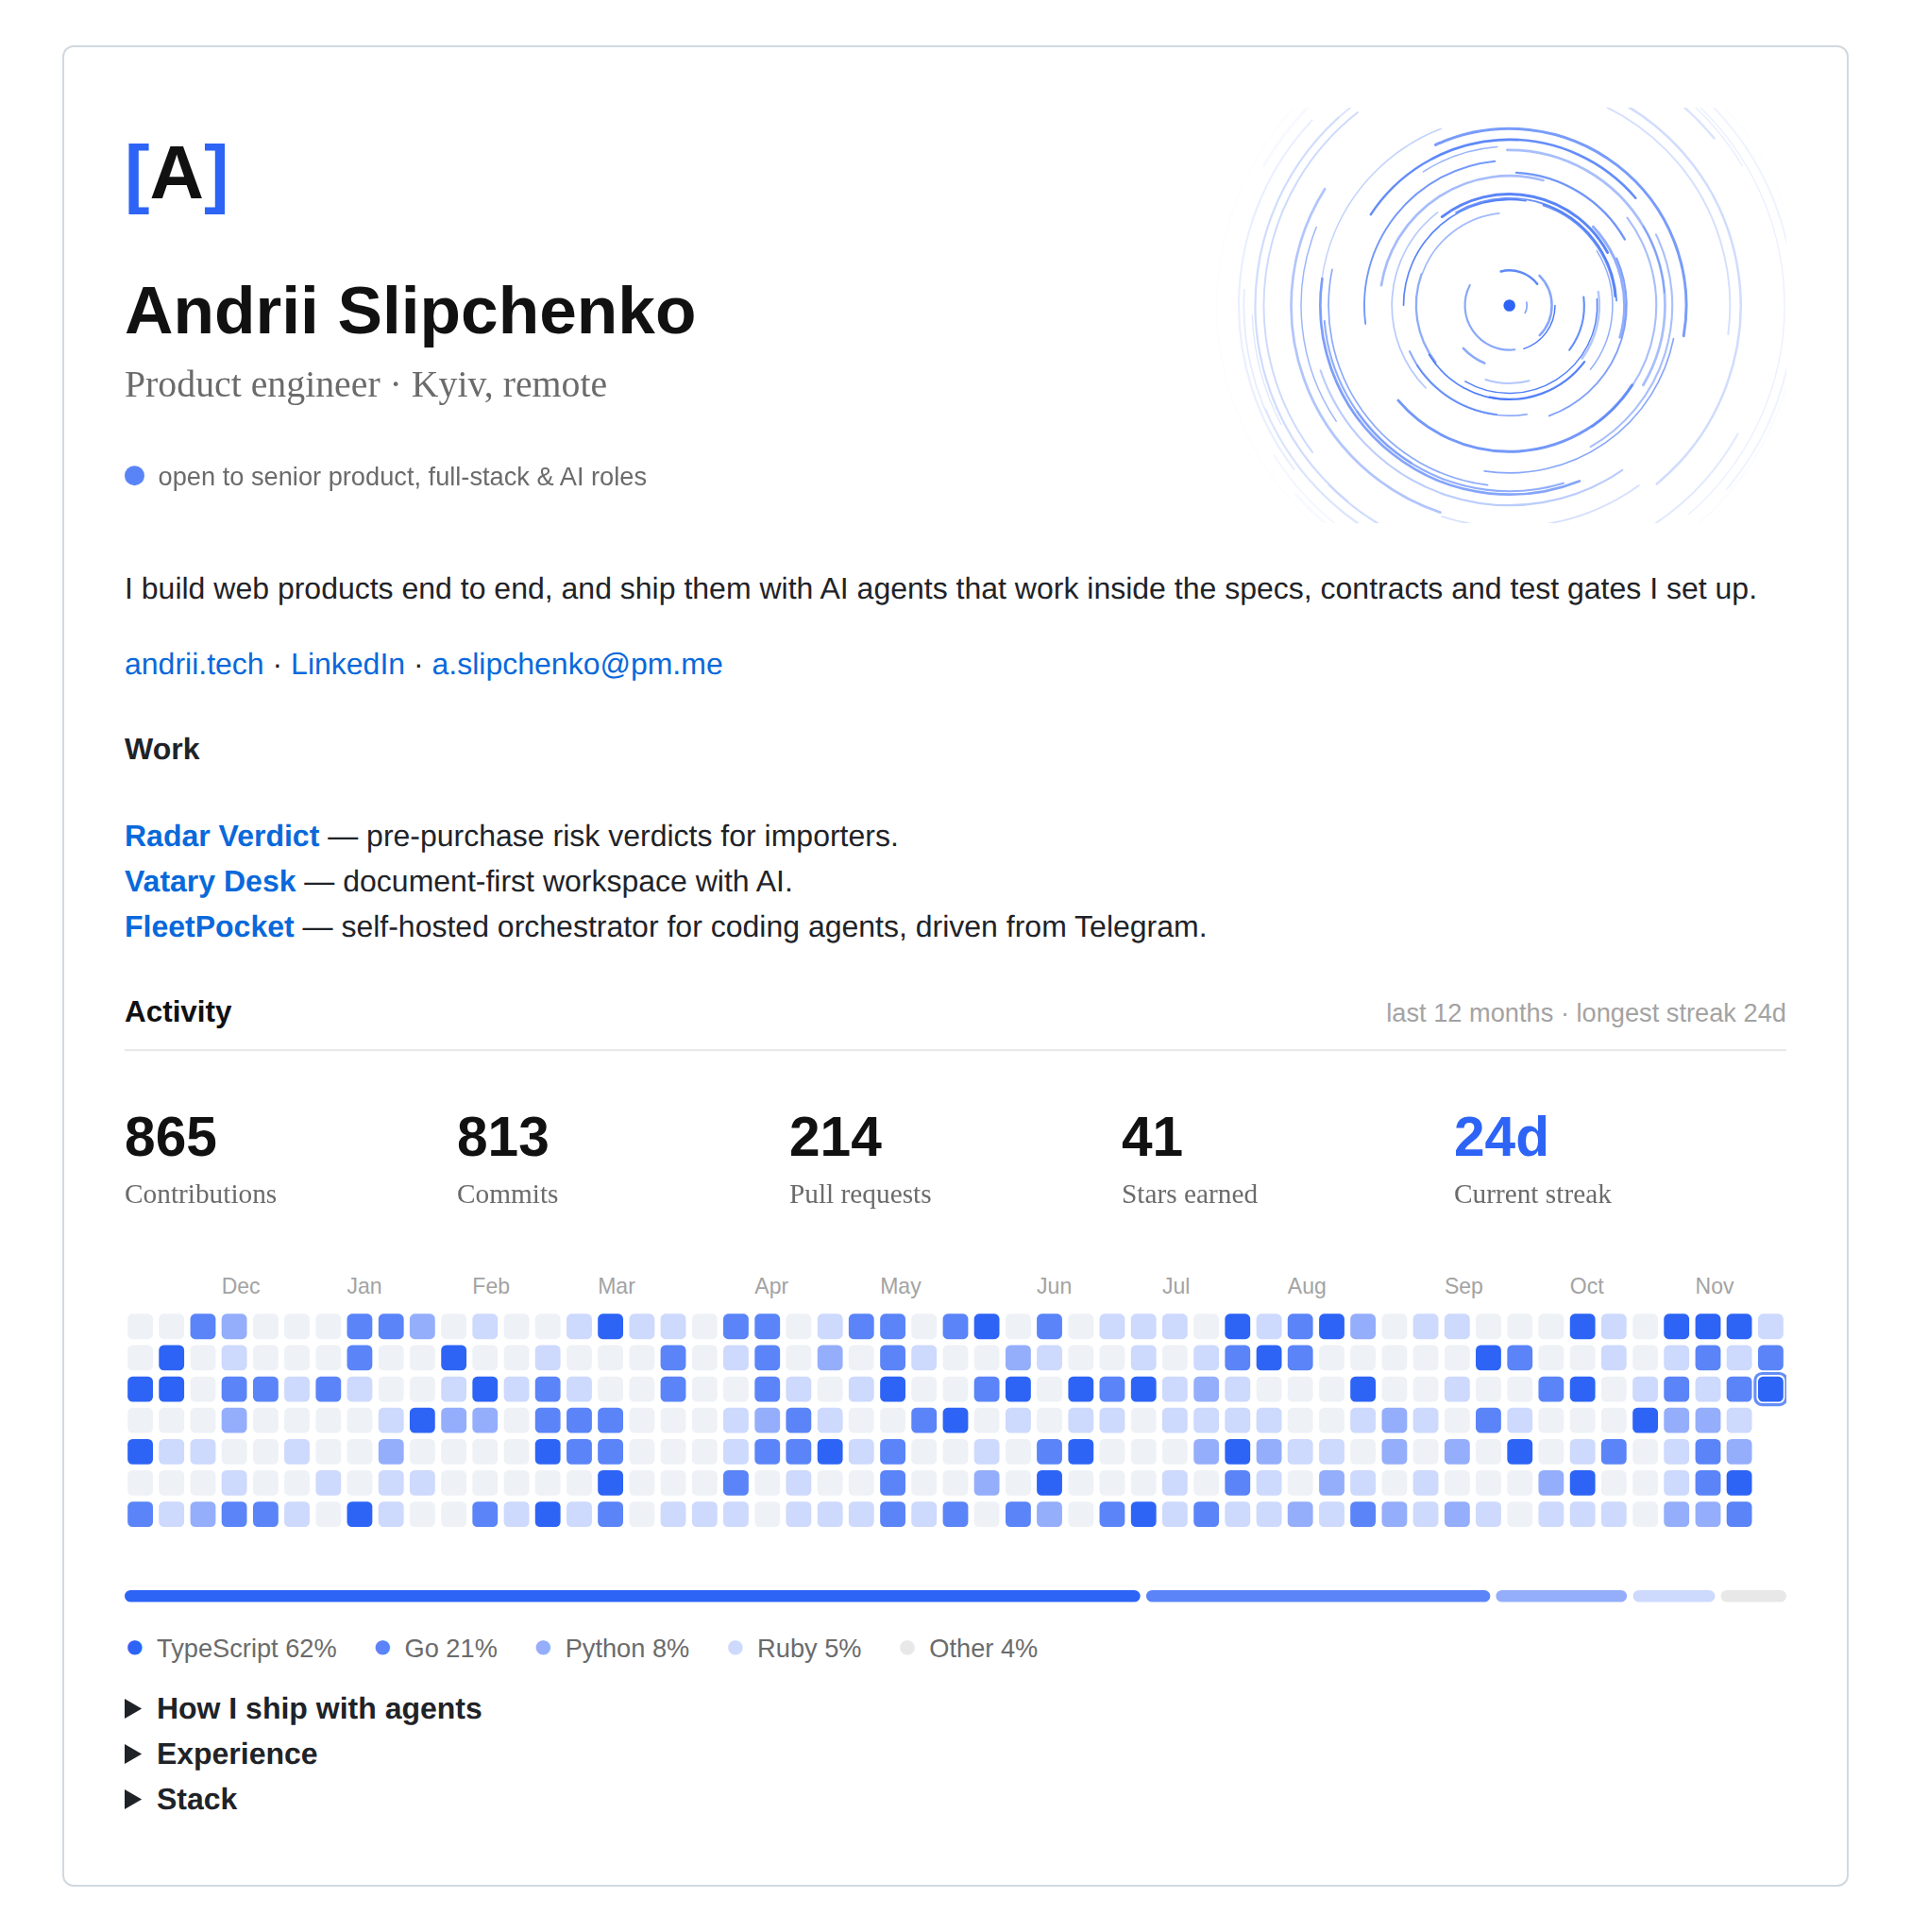 [A]
Andrii Slipchenko
Product engineer · Kyiv, remote
open to senior product, full-stack & AI roles
I build web products end to end, and ship them with AI agents that work inside the specs, contracts and test gates I set up.
andrii.tech · LinkedIn · a.slipchenko@pm.me
Work
Radar Verdict — pre-purchase risk verdicts for importers.
Vatary Desk — document-first workspace with AI.
FleetPocket — self-hosted orchestrator for coding agents, driven from Telegram.
Activity last 12 months · longest streak 24d
865 813 214 41 24d
Contributions Commits Pull requests Stars earned Current streak
Dec Jan Feb Mar Apr May Jun Jul Aug Sep Oct Nov
TypeScript 62% Go 21% Python 8% Ruby 5% Other 4%
How I ship with agents
Experience
Stack